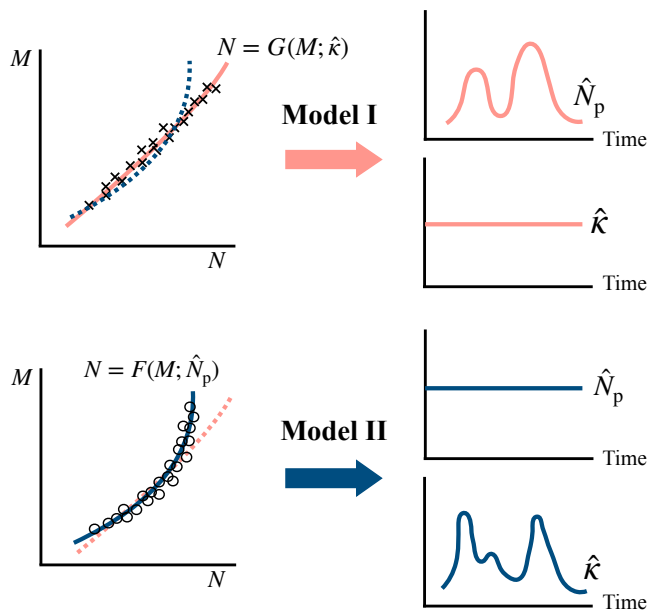 M
N = G(M; κ̂)
N
Model I
N̂ₚ
Time
κ̂
Time
M
N = F(M; N̂ₚ)
N
Model II
N̂ₚ
Time
κ̂
Time